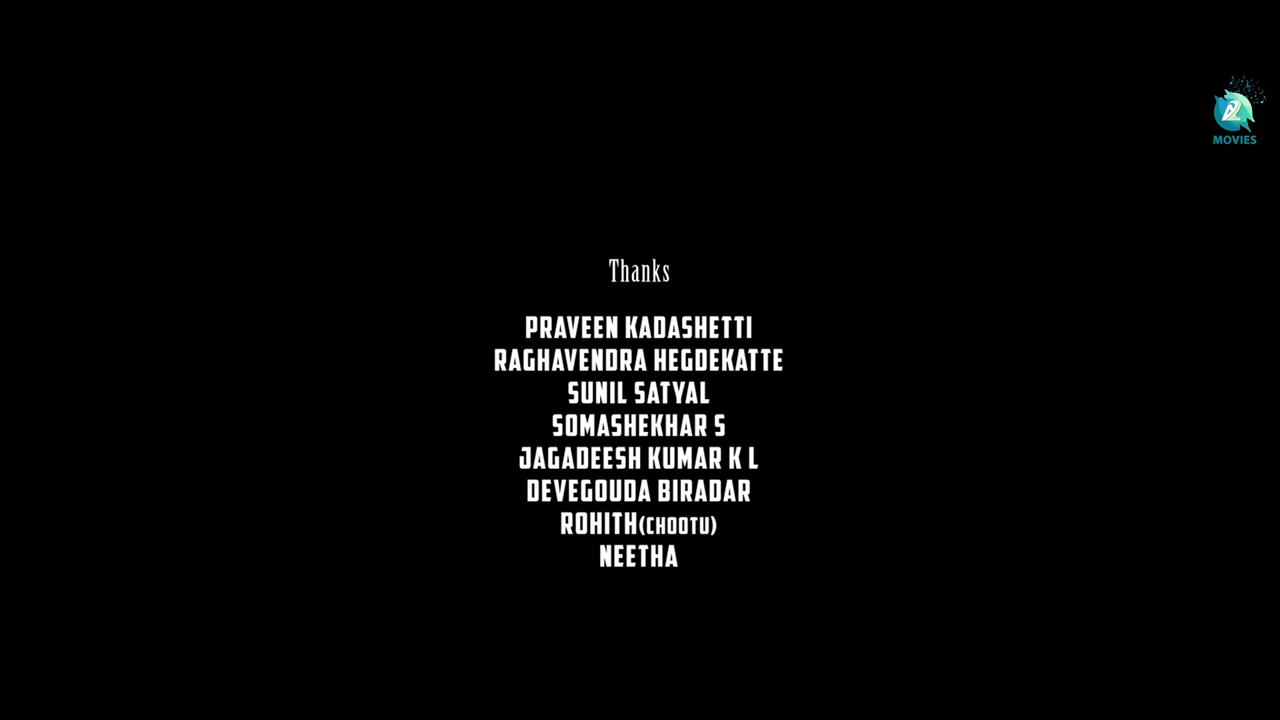 MOVIES
Thanks
PRAVEEN KADASHETTI
RAGHAVENDRA HEGDEKATTE
SUNIL SATYAL
SOMASHEKHAR S
JAGADEESH KUMAR K L
DEVEGOUDA BIRADAR
ROHITH(CHOOTU)
NEETHA